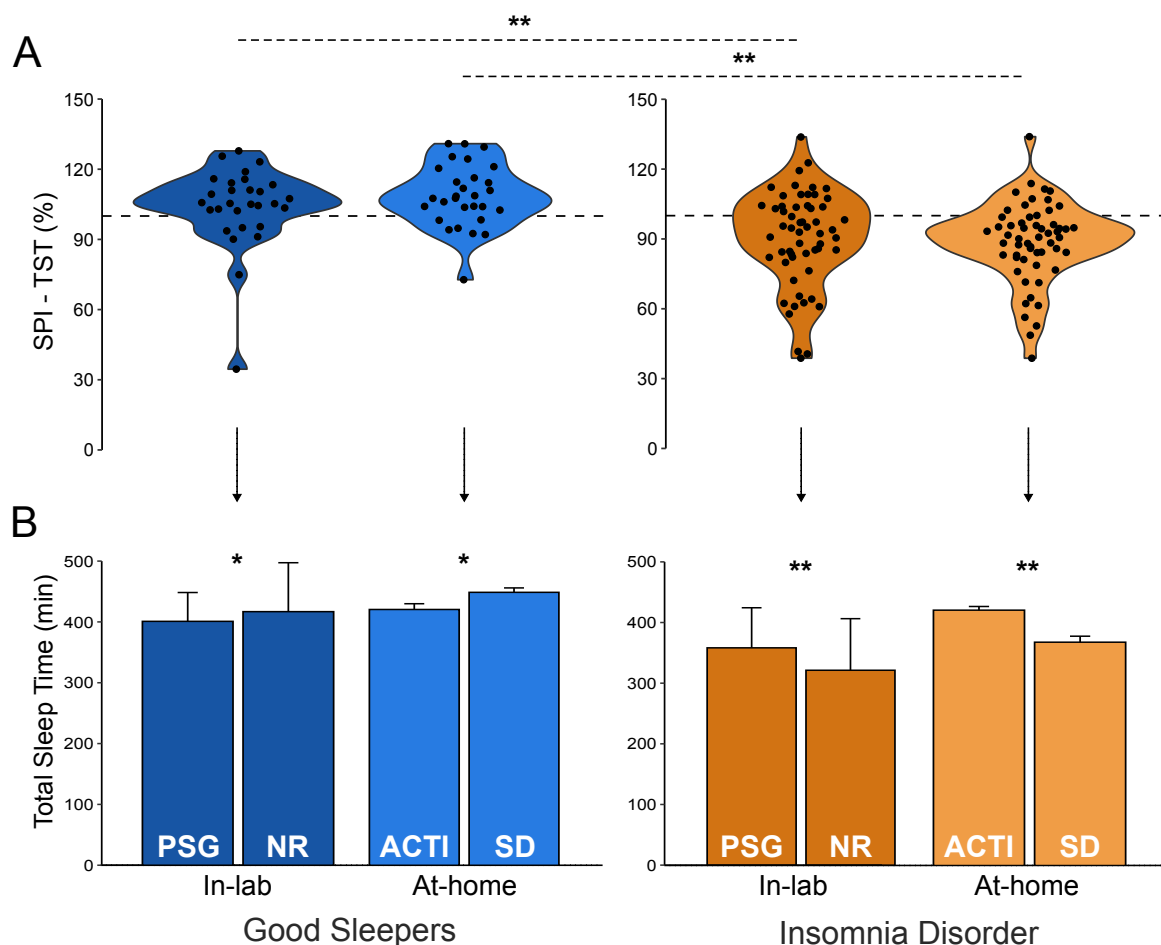 **
A
**
SPI - TST (%)
150
120
90
60
30
0
150
120
90
60
30
0
B
Total Sleep Time (min)
500
400
300
200
100
0
*
*
PSG
NR
ACTI
SD
In-lab
At-home
Good Sleepers
500
400
300
200
100
0
**
**
PSG
NR
ACTI
SD
In-lab
At-home
Insomnia Disorder